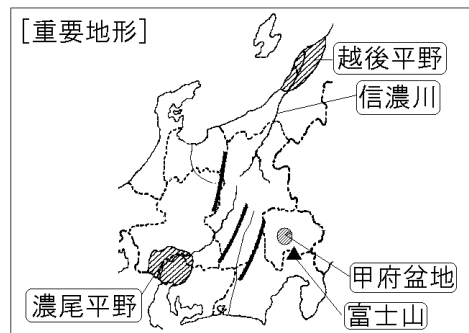 [重要地形]
越後平野
信濃川
甲府盆地
濃尾平野
富士山